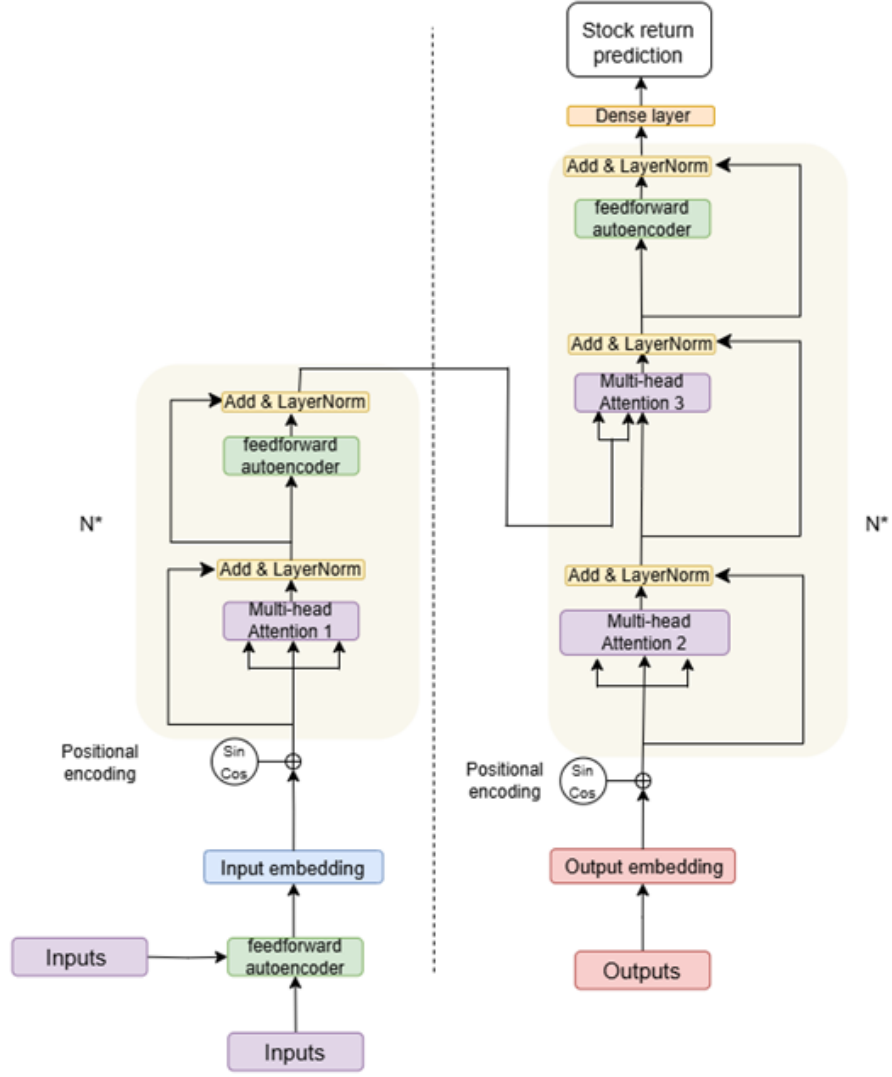 Stock return
prediction
Dense layer
Add & LayerNorm
feedforward
autoencoder
Add & LayerNorm
Multi-head
Attention 3
Add & LayerNorm
Multi-head
Attention 2
N*
Positional
encoding
Sin
Cos
Output embedding
Outputs
Add & LayerNorm
feedforward
autoencoder
N*
Add & LayerNorm
Multi-head
Attention 1
Positional
encoding
Sin
Cos
Input embedding
Inputs
feedforward
autoencoder
Inputs